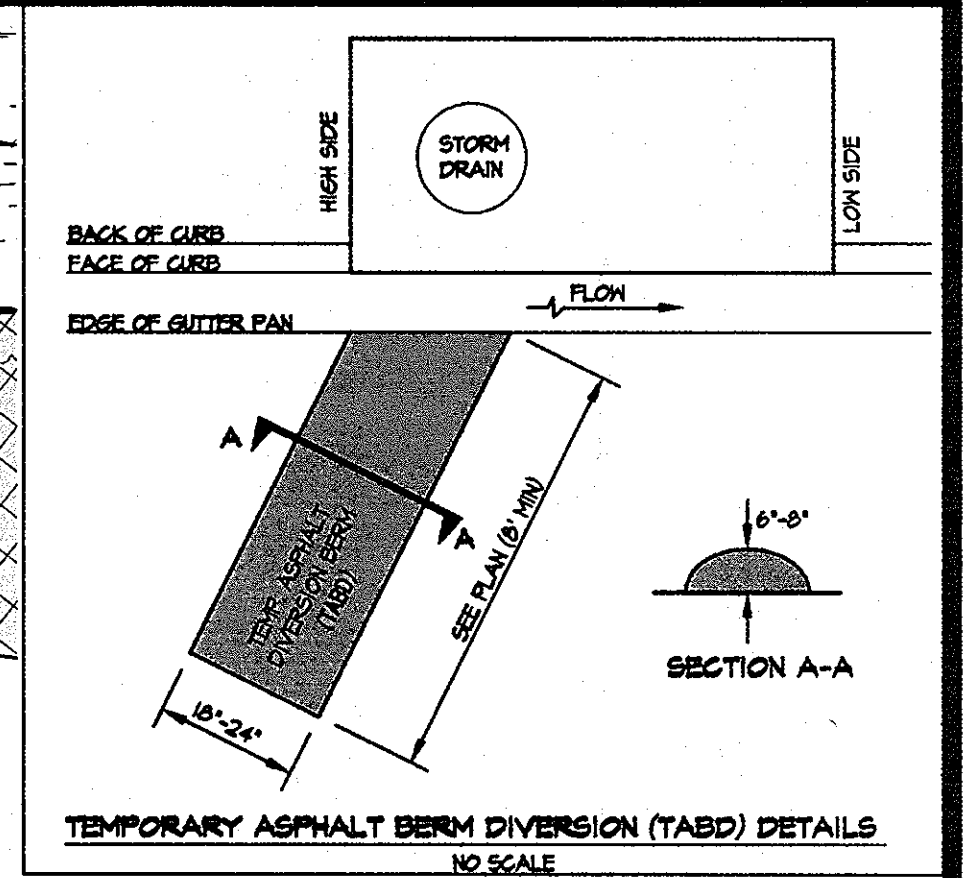 HIGH SIDE
STORM
DRAIN
LOW SIDE
BACK OF CURB
FACE OF CURB
FLOW
EDGE OF GUTTER PAN
A
A
TEMP. ASPHALT
DIVERSION BERM
(TABD)
SEE PLAN (8' MIN)
18"-24"
6"-8"
SECTION A-A
TEMPORARY ASPHALT BERM DIVERSION (TABD) DETAILS
NO SCALE